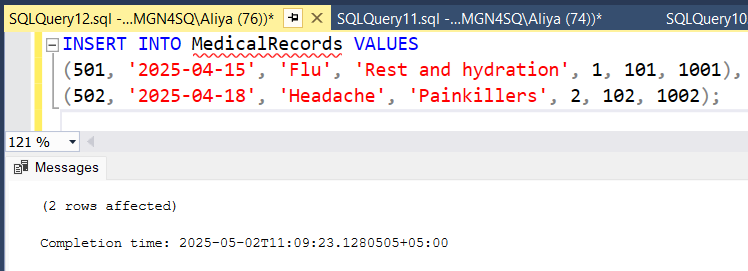 SQLQuery12.sql -...MGN4SQ\Aliya (76))* SQLQuery11.sql -...MGN4SQ\Aliya (74))* SQLQuery10
INSERT INTO MedicalRecords VALUES
(501, '2025-04-15', 'Flu', 'Rest and hydration', 1, 101, 1001),
(502, '2025-04-18', 'Headache', 'Painkillers', 2, 102, 1002);
121 %
Messages
(2 rows affected)
Completion time: 2025-05-02T11:09:23.1280505+05:00